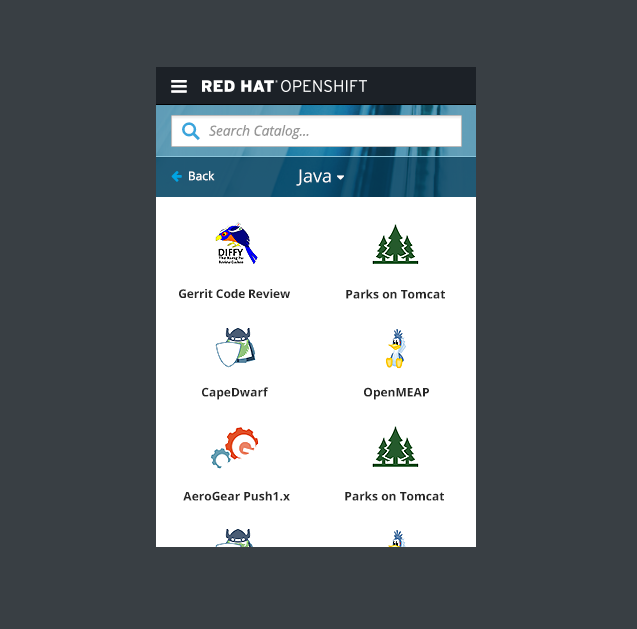 RED HAT® OPENSHIFT
Search Catalog...
Back
Java
DIFFY
Gerrit Code Review
Parks on Tomcat
CapeDwarf
OpenMEAP
AeroGear Push1.x
Parks on Tomcat